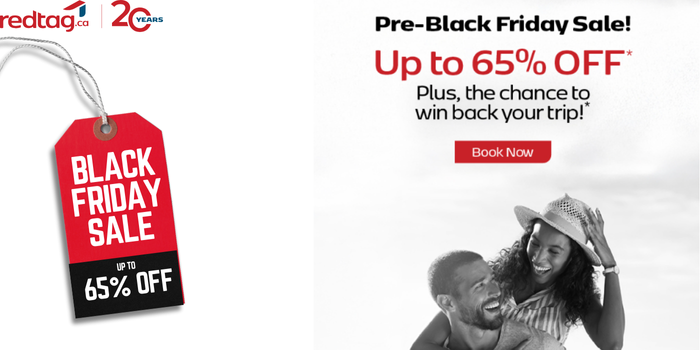 redtag.ca
20 YEARS
BLACK
FRIDAY
SALE
UP TO
65% OFF
Pre-Black Friday Sale!
Up to 65% OFF*
Plus, the chance to
win back your trip!*
Book Now